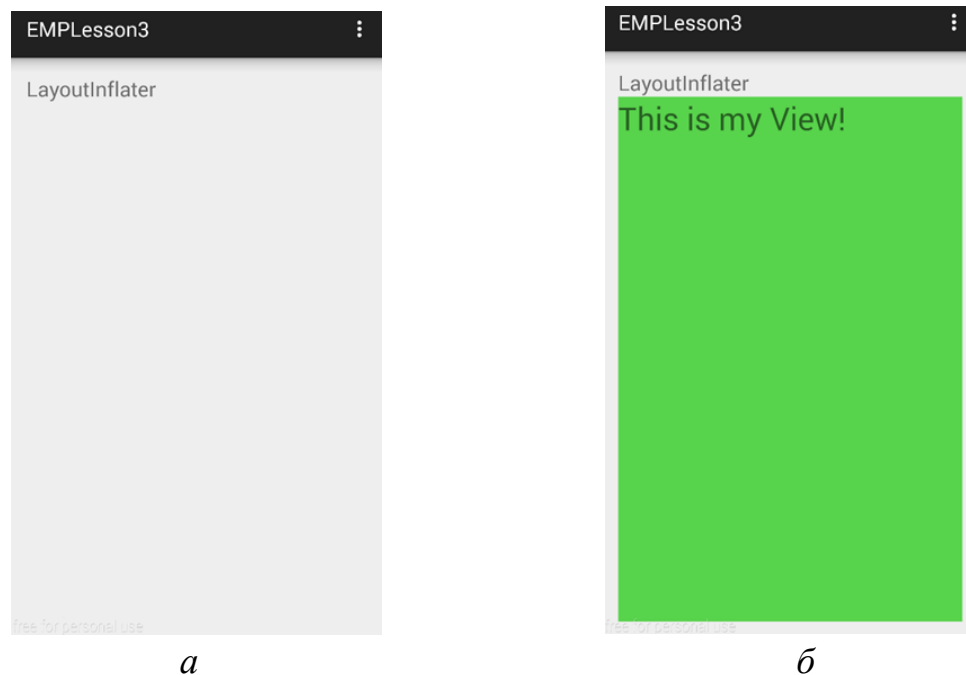 EMPLesson3
LayoutInflater
free for personal use
а
EMPLesson3
LayoutInflater
This is my View!
free for personal use
б